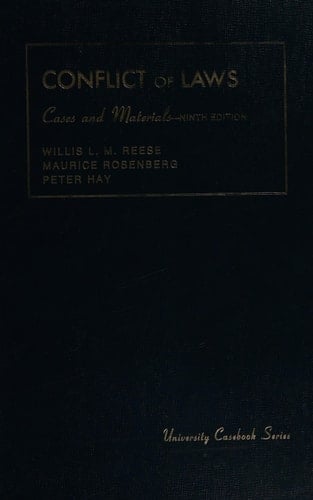 CONFLICT OF LAWS
Cases and Materials—NINTH EDITION
WILLIS L. M. REESE
MAURICE ROSENBERG
PETER HAY
University Casebook Series